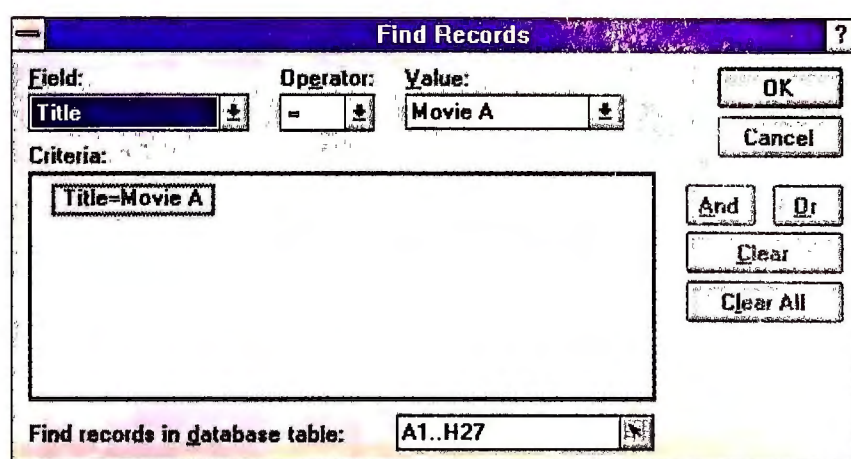 Find Records ?
Field: Operator: Value:
Title = Movie A
OK
Cancel
Criteria:
Title=Movie A
And Or
Clear
Clear All
Find records in database table: A1..H27